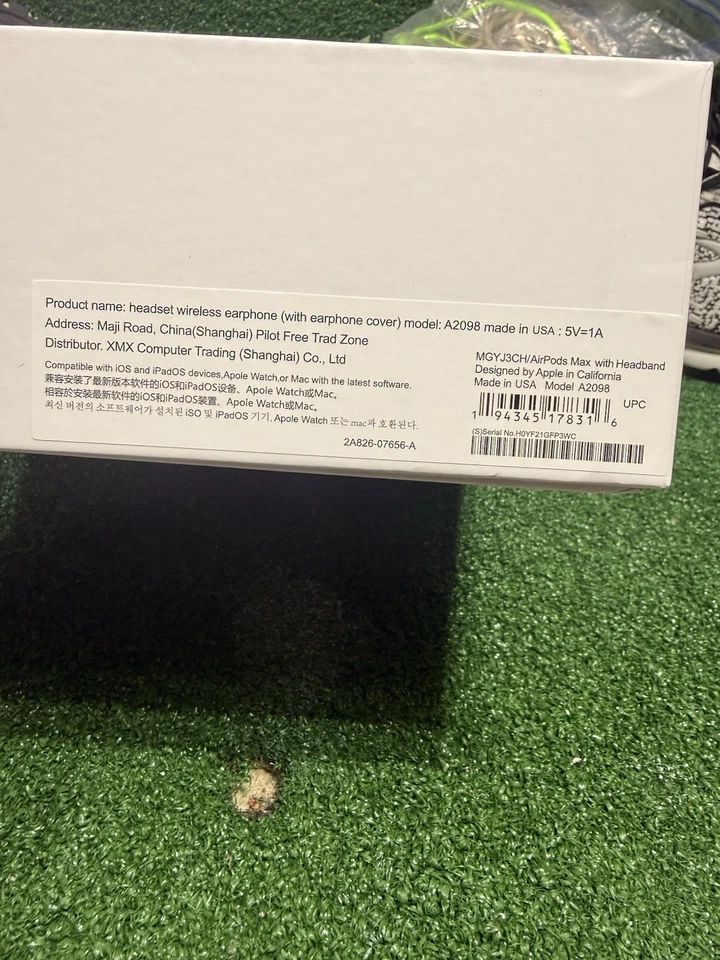 Product name: headset wireless earphone (with earphone cover) model: A2098 made in USA : 5V=1A
Address: Maji Road, China(Shanghai) Pilot Free Trad Zone
Distributor. XMX Computer Trading (Shanghai) Co., Ltd
Compatible with iOS and iPadOS devices,Apole Watch,or Mac with the latest software.
兼容安装了最新版本软件的iOS和iPadOS设备、Apole Watch或Mac。
相容於安裝最新軟件的iOS和iPadOS裝置、Apole Watch或Mac。
최신 버전의 소프트웨어가 설치된 iSO 및 iPadOS 기기, Apple Watch 또는 mac과 호환된다.
2A826-07656-A
MGYJ3CH/AirPods Max with Headband
Designed by Apple in California
Made in USA Model A2098
UPC
1 94345 17831 6
(S)Serial No.H0YF21GFP3WC